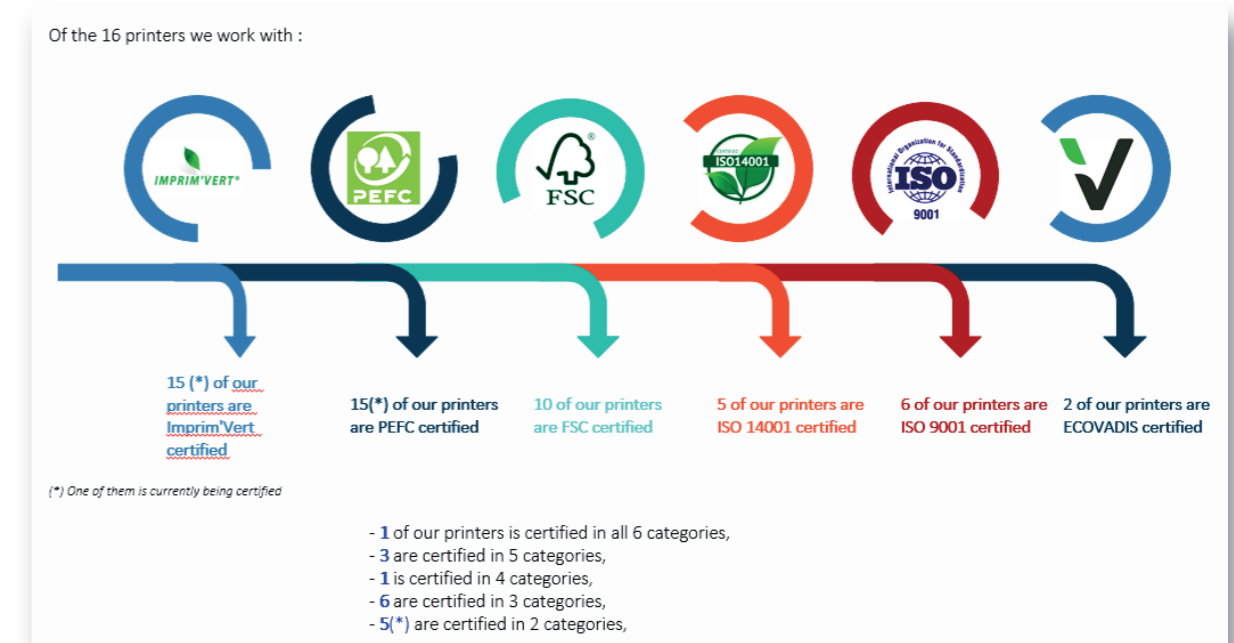 Of the 16 printers we work with :
IMPRIM'VERT®
PEFC
®
FSC
CERTIFIED
ISO14001
International Organization for Standardization
ISO
9001
15 (*) of our
printers are
Imprim'Vert
certified
15(*) of our printers
are PEFC certified
10 of our printers
are FSC certified
5 of our printers are
ISO 14001 certified
6 of our printers are
ISO 9001 certified
2 of our printers are
ECOVADIS certified
(*) One of them is currently being certified
- 1 of our printers is certified in all 6 categories,
- 3 are certified in 5 categories,
- 1 is certified in 4 categories,
- 6 are certified in 3 categories,
- 5(*) are certified in 2 categories,